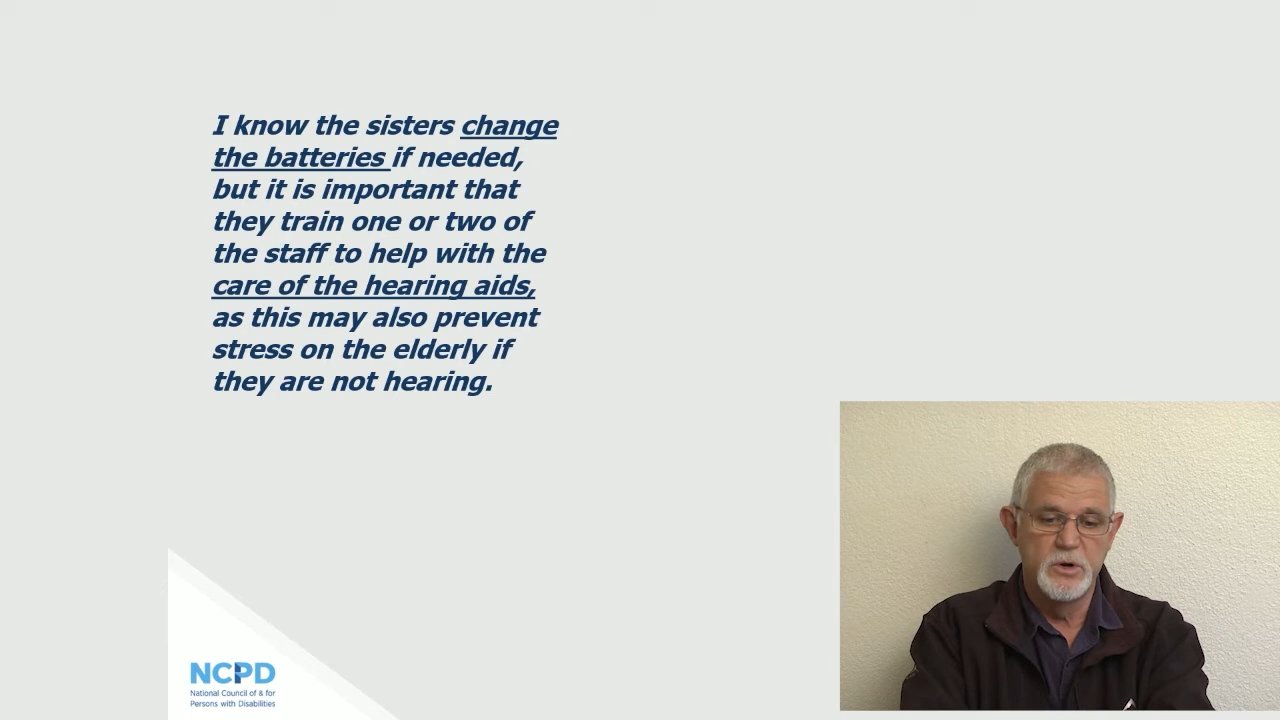 I know the sisters change
the batteries if needed,
but it is important that
they train one or two of
the staff to help with the
care of the hearing aids,
as this may also prevent
stress on the elderly if
they are not hearing.
NCPD
National Council of & for
Persons with Disabilities